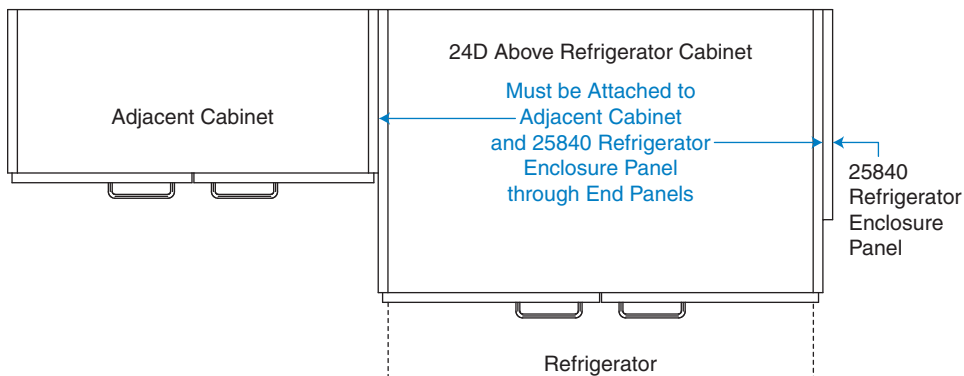 24D Above Refrigerator Cabinet
Adjacent Cabinet
Must be Attached to
Adjacent Cabinet
and 25840 Refrigerator
Enclosure Panel
through End Panels
25840
Refrigerator
Enclosure
Panel
Refrigerator